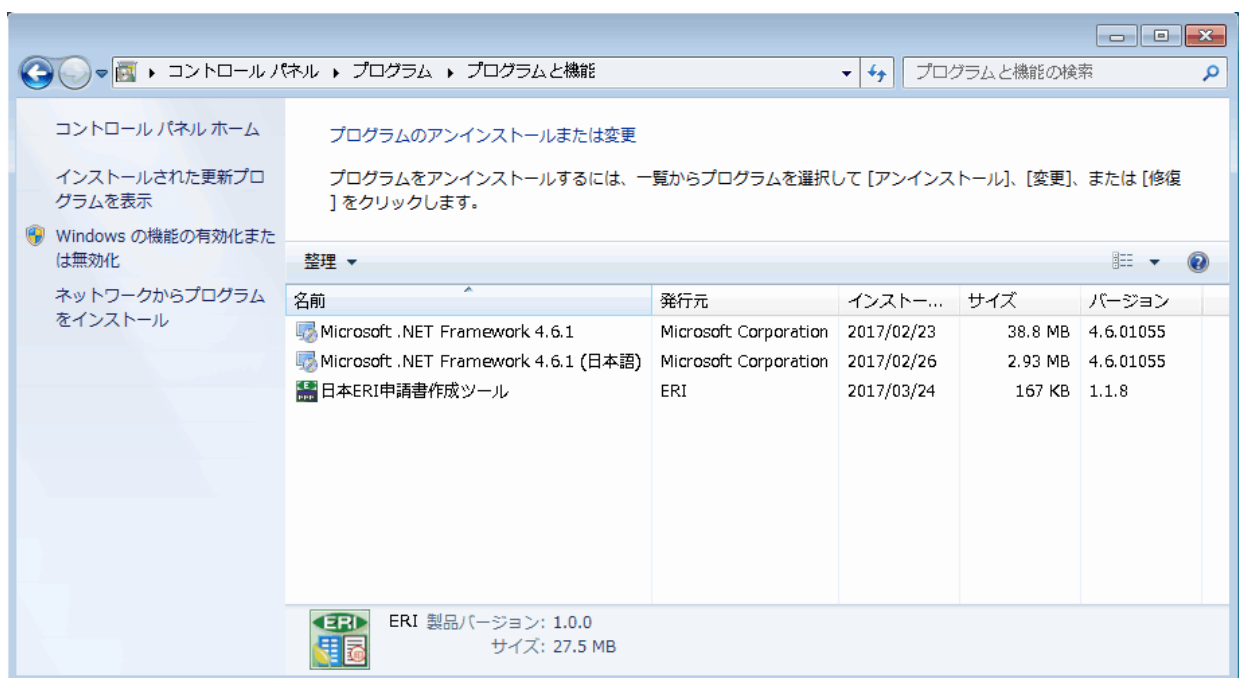 コントロール パネル ▸ プログラム ▸ プログラムと機能
プログラムと機能の検索
コントロール パネル ホーム
インストールされた更新プロ
グラムを表示
Windows の機能の有効化また
は無効化
ネットワークからプログラム
をインストール
プログラムのアンインストールまたは変更
プログラムをアンインストールするには、一覧からプログラムを選択して [アンインストール]、[変更]、または [修復
] をクリックします。
整理
名前 発行元 インストー... サイズ バージョン
Microsoft .NET Framework 4.6.1 Microsoft Corporation 2017/02/23 38.8 MB 4.6.01055
Microsoft .NET Framework 4.6.1 (日本語) Microsoft Corporation 2017/02/26 2.93 MB 4.6.01055
日本ERI申請書作成ツール ERI 2017/03/24 167 KB 1.1.8
ERI
ERI 製品バージョン: 1.0.0
サイズ: 27.5 MB